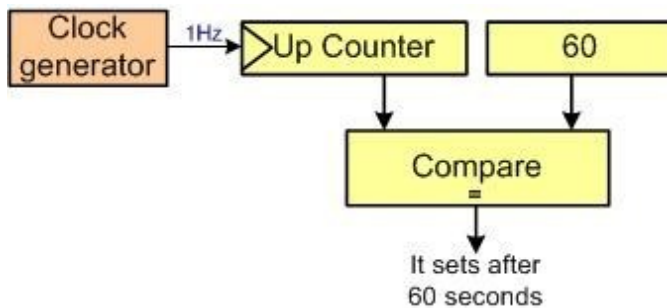 Clock
generator
1Hz
Up Counter
60
Compare
=
It sets after
60 seconds